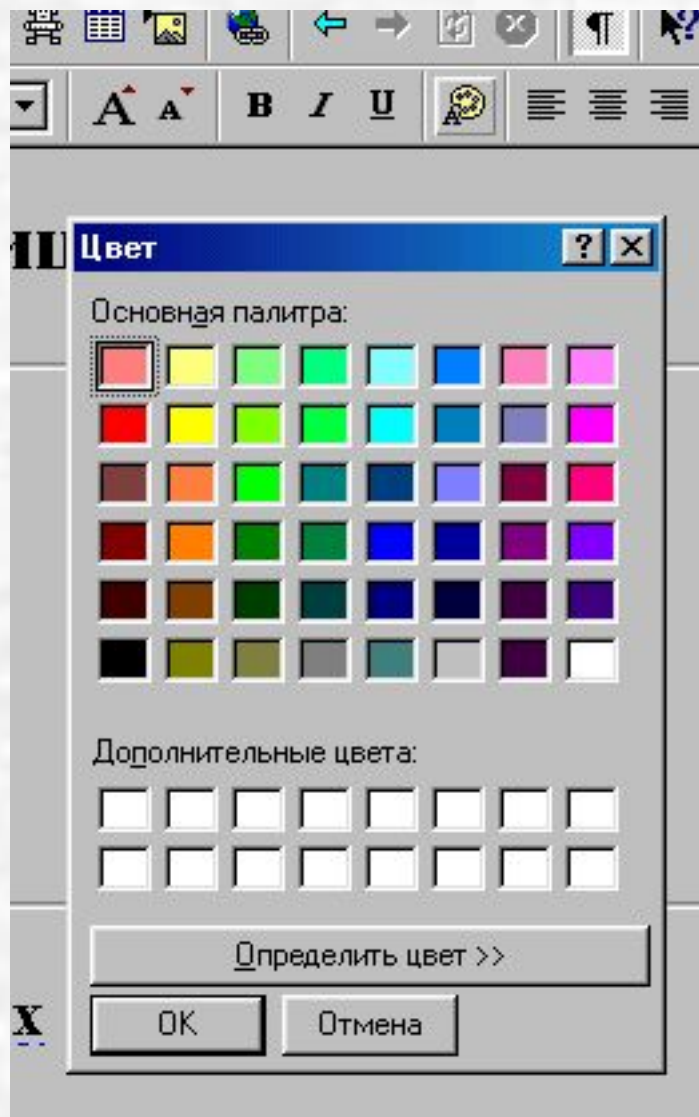 A A B I U
Цвет
Основная палитра:
Дополнительные цвета:
Определить цвет >>
OK Отмена
х